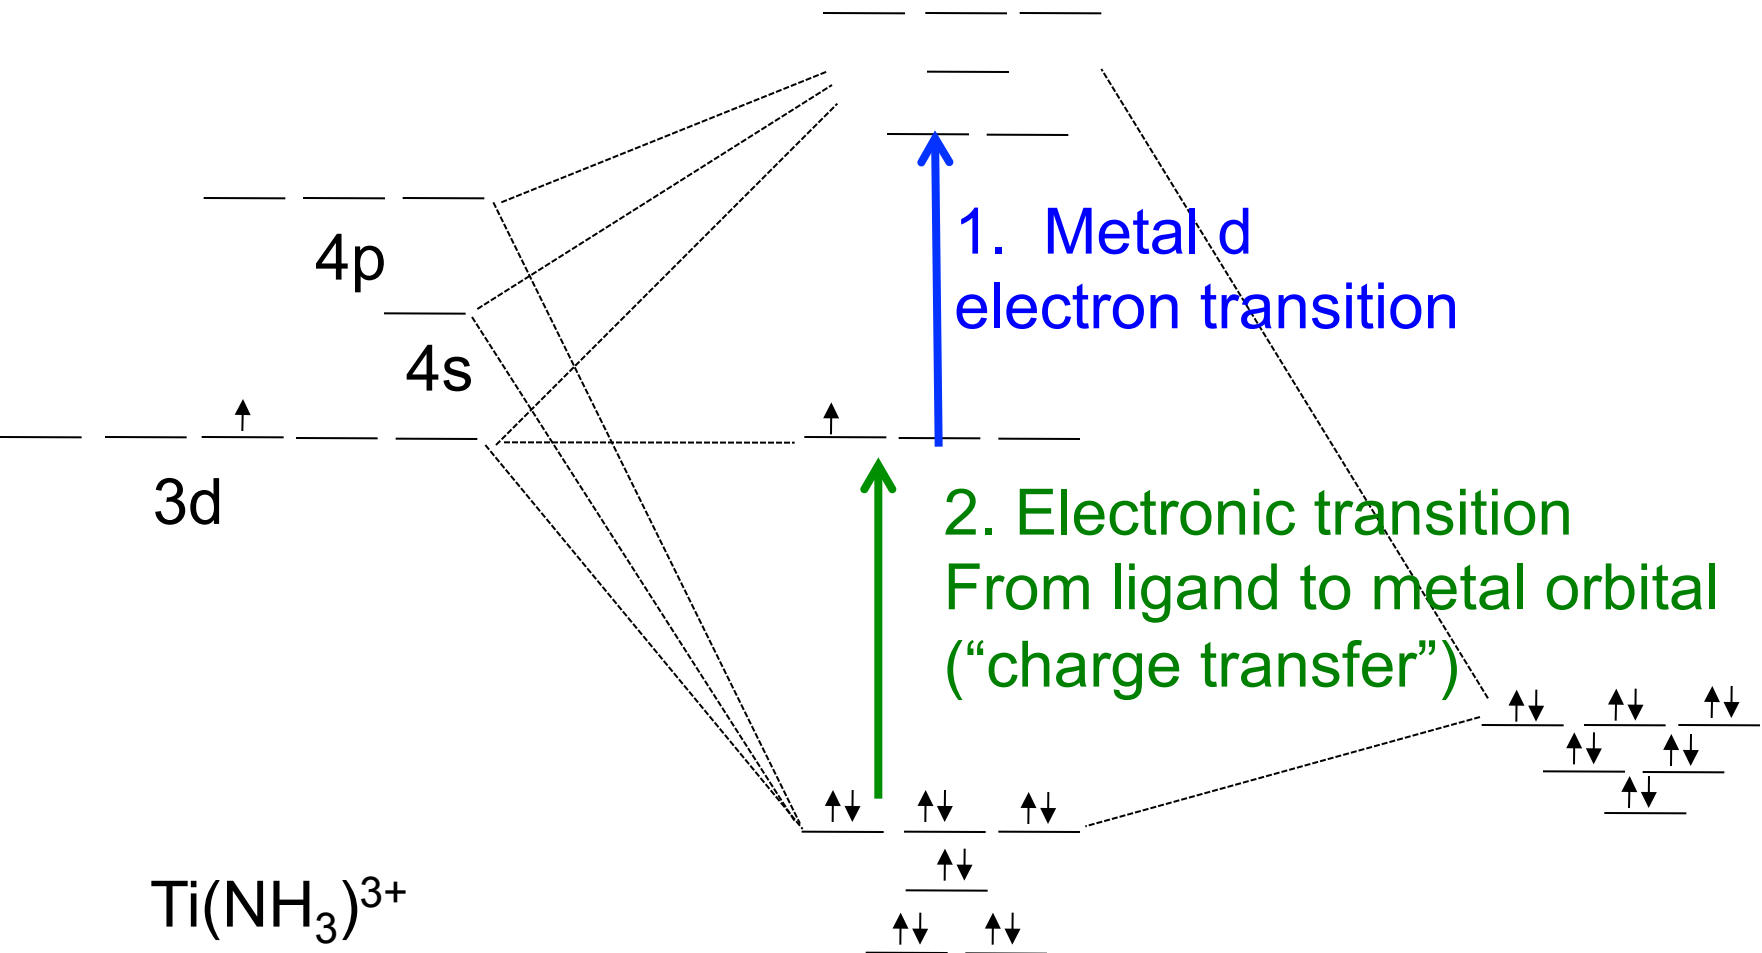 1. Metal d
electron transition
4p
4s
3d
2. Electronic transition
From ligand to metal orbital
(“charge transfer”)
Ti(NH₃)³⁺